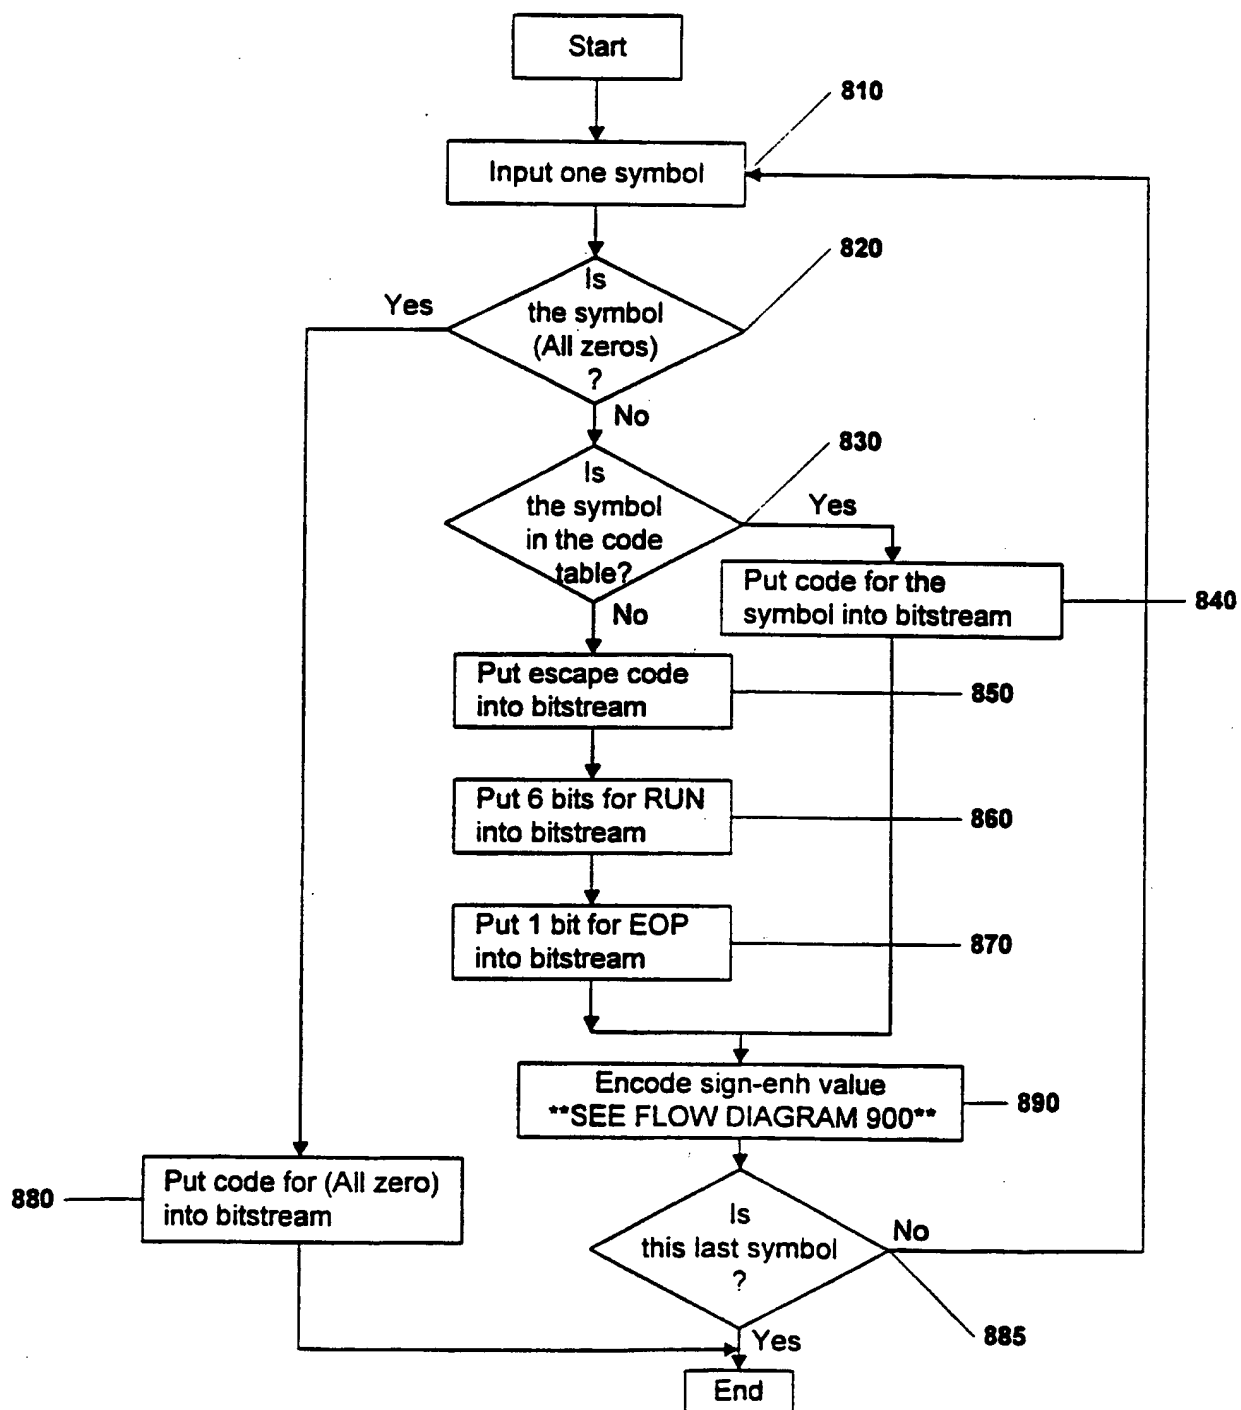 Start
810
Input one symbol
820
Is
the symbol
(All zeros)
?
Yes
No
830
Is
the symbol
in the code
table?
Yes
No
Put code for the
symbol into bitstream
840
Put escape code
into bitstream
850
Put 6 bits for RUN
into bitstream
860
Put 1 bit for EOP
into bitstream
870
Encode sign-enh value
**SEE FLOW DIAGRAM 900**
890
880
Put code for (All zero)
into bitstream
Is
this last symbol
?
No
885
Yes
End